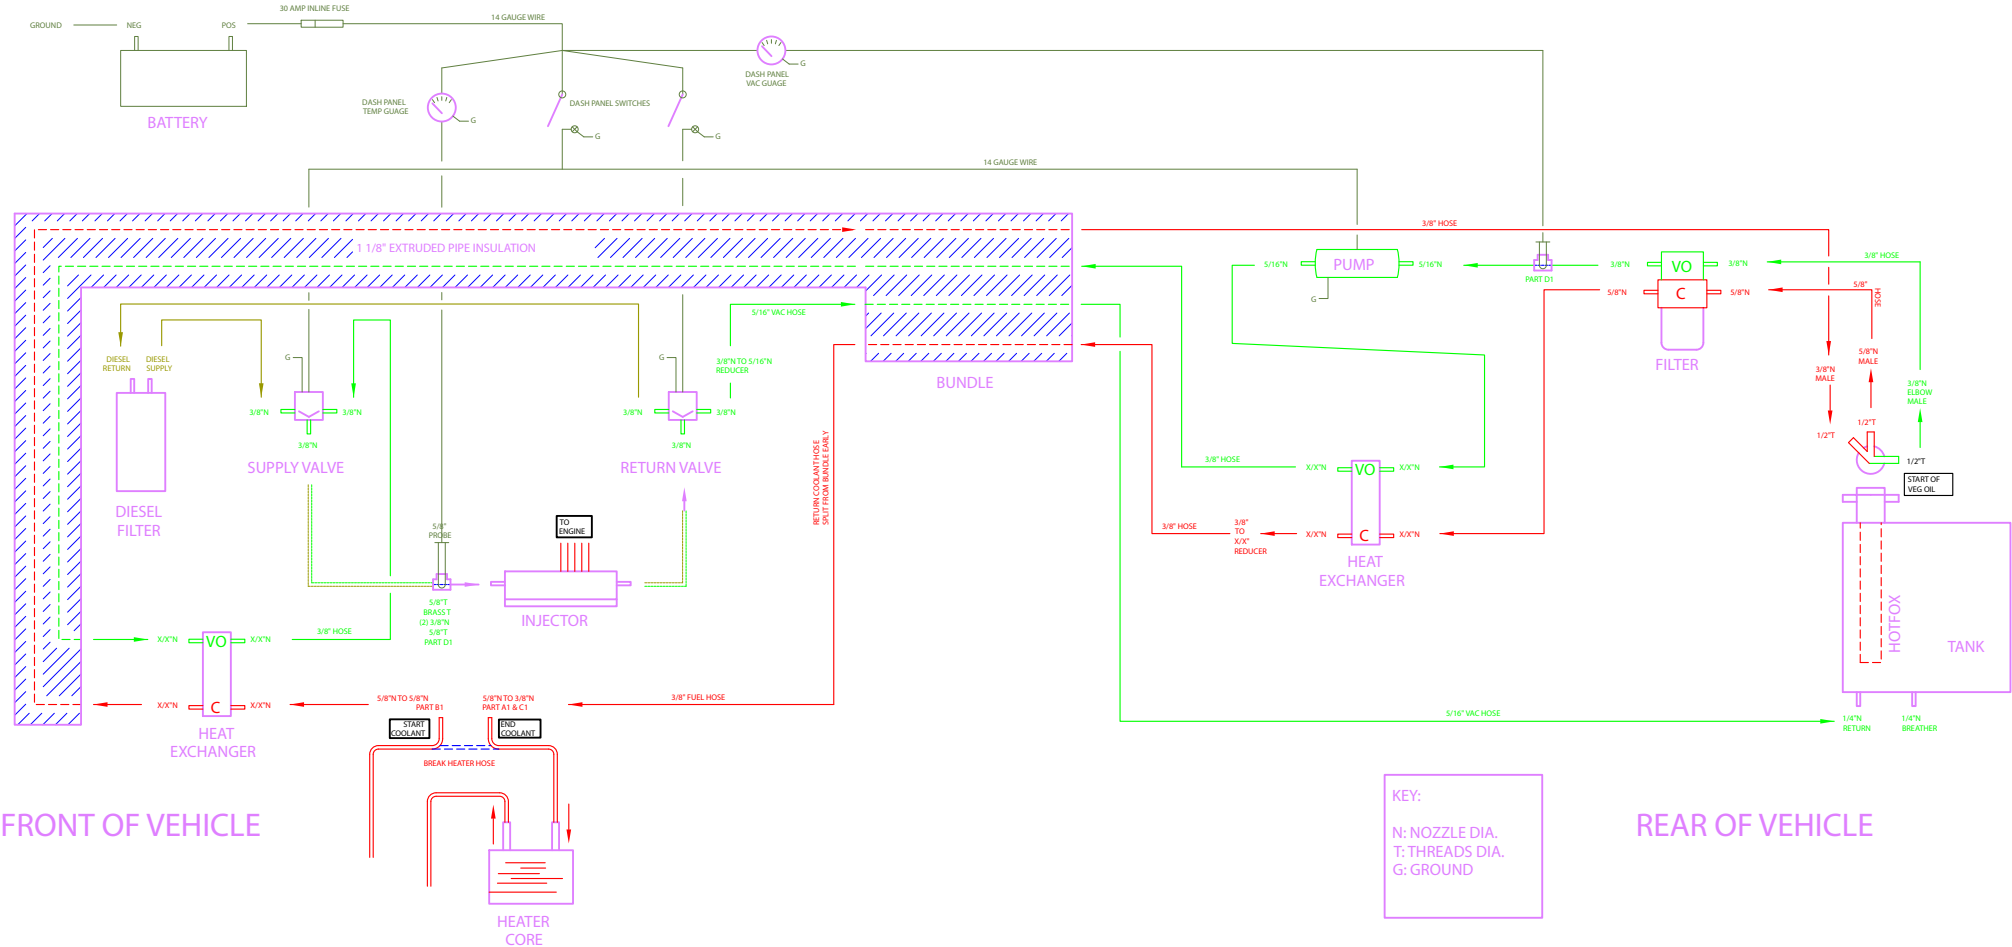 30 AMP INLINE FUSE
GROUND
NEG
POS
14 GAUGE WIRE
BATTERY
DASH PANEL
TEMP GUAGE
G
DASH PANEL SWITCHES
G
G
DASH PANEL
VAC GUAGE
G
14 GAUGE WIRE
1 1/8" EXTRUDED PIPE INSULATION
5/16" VAC HOSE
BUNDLE
DIESEL
RETURN
DIESEL
SUPPLY
DIESEL
FILTER
G
3/8"N
3/8"N
3/8"N
SUPPLY VALVE
G
3/8"N TO 5/16"N
REDUCER
3/8"N
3/8"N
3/8"N
RETURN VALVE
RETURN COOLANT HOSE
SPLIT FROM BUNDLE EARLY
5/8"
PROBE
TO
ENGINE
5/8"T
BRASS T
(2) 3/8"N
5/8"T
PART D1
INJECTOR
X/X"N
VO
X/X"N
3/8" HOSE
X/X"N
C
X/X"N
HEAT
EXCHANGER
5/8"N TO 5/8"N
PART B1
5/8"N TO 3/8"N
PART A1 & C1
3/8" FUEL HOSE
START
COOLANT
END
COOLANT
BREAK HEATER HOSE
HEATER
CORE
FRONT OF VEHICLE
3/8" HOSE
5/16"N
PUMP
5/16"N
G
PART D1
3/8"N
VO
3/8"N
3/8" HOSE
5/8"N
C
5/8"N
5/8"
HOSE
FILTER
3/8"N
MALE
5/8"N
MALE
3/8"N
ELBOW
MALE
1/2"T
1/2"T
1/2"T
START OF
VEG OIL
3/8" HOSE
X/X"N
VO
X/X"N
3/8" HOSE
3/8"
TO
X/X"
REDUCER
X/X"N
C
X/X"N
HEAT
EXCHANGER
HOTFOX
TANK
5/16" VAC HOSE
1/4"N
RETURN
1/4"N
BREATHER
KEY:
N: NOZZLE DIA.
T: THREADS DIA.
G: GROUND
REAR OF VEHICLE